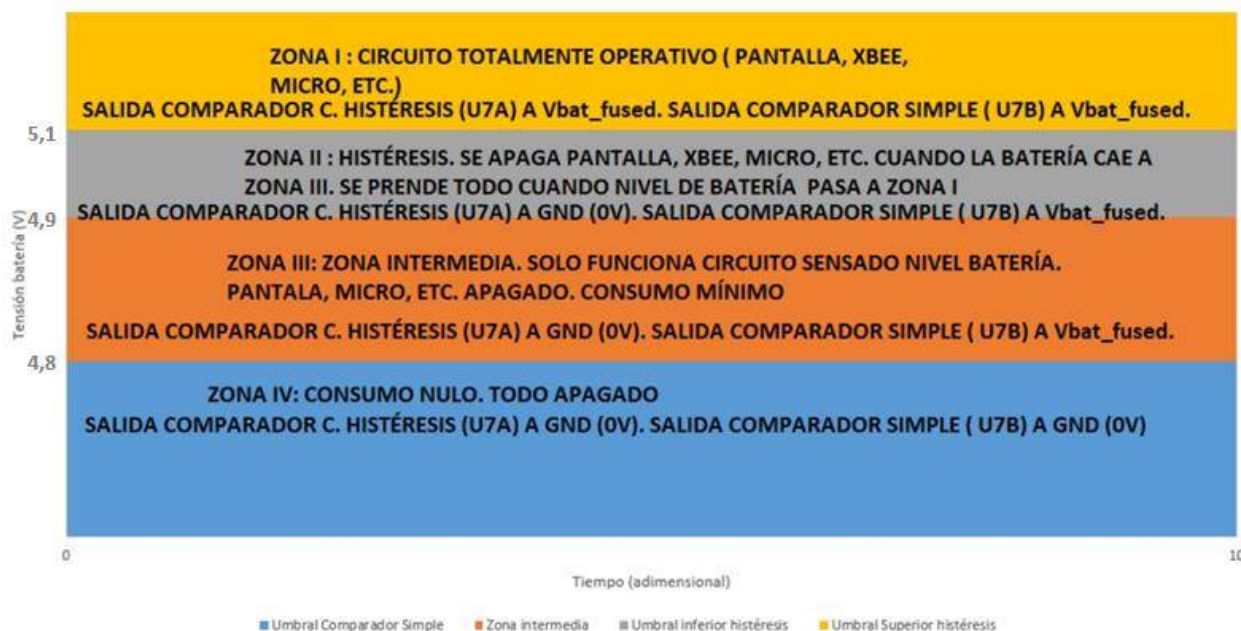 ZONA I : CIRCUITO TOTALMENTE OPERATIVO ( PANTALLA, XBEE,
MICRO, ETC.)
SALIDA COMPARADOR C. HISTÉRESIS (U7A) A Vbat_fused. SALIDA COMPARADOR SIMPLE ( U7B) A Vbat_fused.
5,1
ZONA II : HISTÉRESIS. SE APAGA PANTALLA, XBEE, MICRO, ETC. CUANDO LA BATERÍA CAE A
ZONA III. SE PRENDE TODO CUANDO NIVEL DE BATERÍA PASA A ZONA I
SALIDA COMPARADOR C. HISTÉRESIS (U7A) A GND (0V). SALIDA COMPARADOR SIMPLE ( U7B) A Vbat_fused.
4,9
Tensión batería (V)
ZONA III: ZONA INTERMEDIA. SOLO FUNCIONA CIRCUITO SENSADO NIVEL BATERÍA.
PANTALA, MICRO, ETC. APAGADO. CONSUMO MÍNIMO
SALIDA COMPARADOR C. HISTÉRESIS (U7A) A GND (0V). SALIDA COMPARADOR SIMPLE ( U7B) A Vbat_fused.
4,8
ZONA IV: CONSUMO NULO. TODO APAGADO
SALIDA COMPARADOR C. HISTÉRESIS (U7A) A GND (0V). SALIDA COMPARADOR SIMPLE ( U7B) A GND (0V)
0
10
Tiempo (adimensional)
Umbral Comparador Simple
Zona intermedia
Umbral inferior histéresis
Umbral Superior histéresis